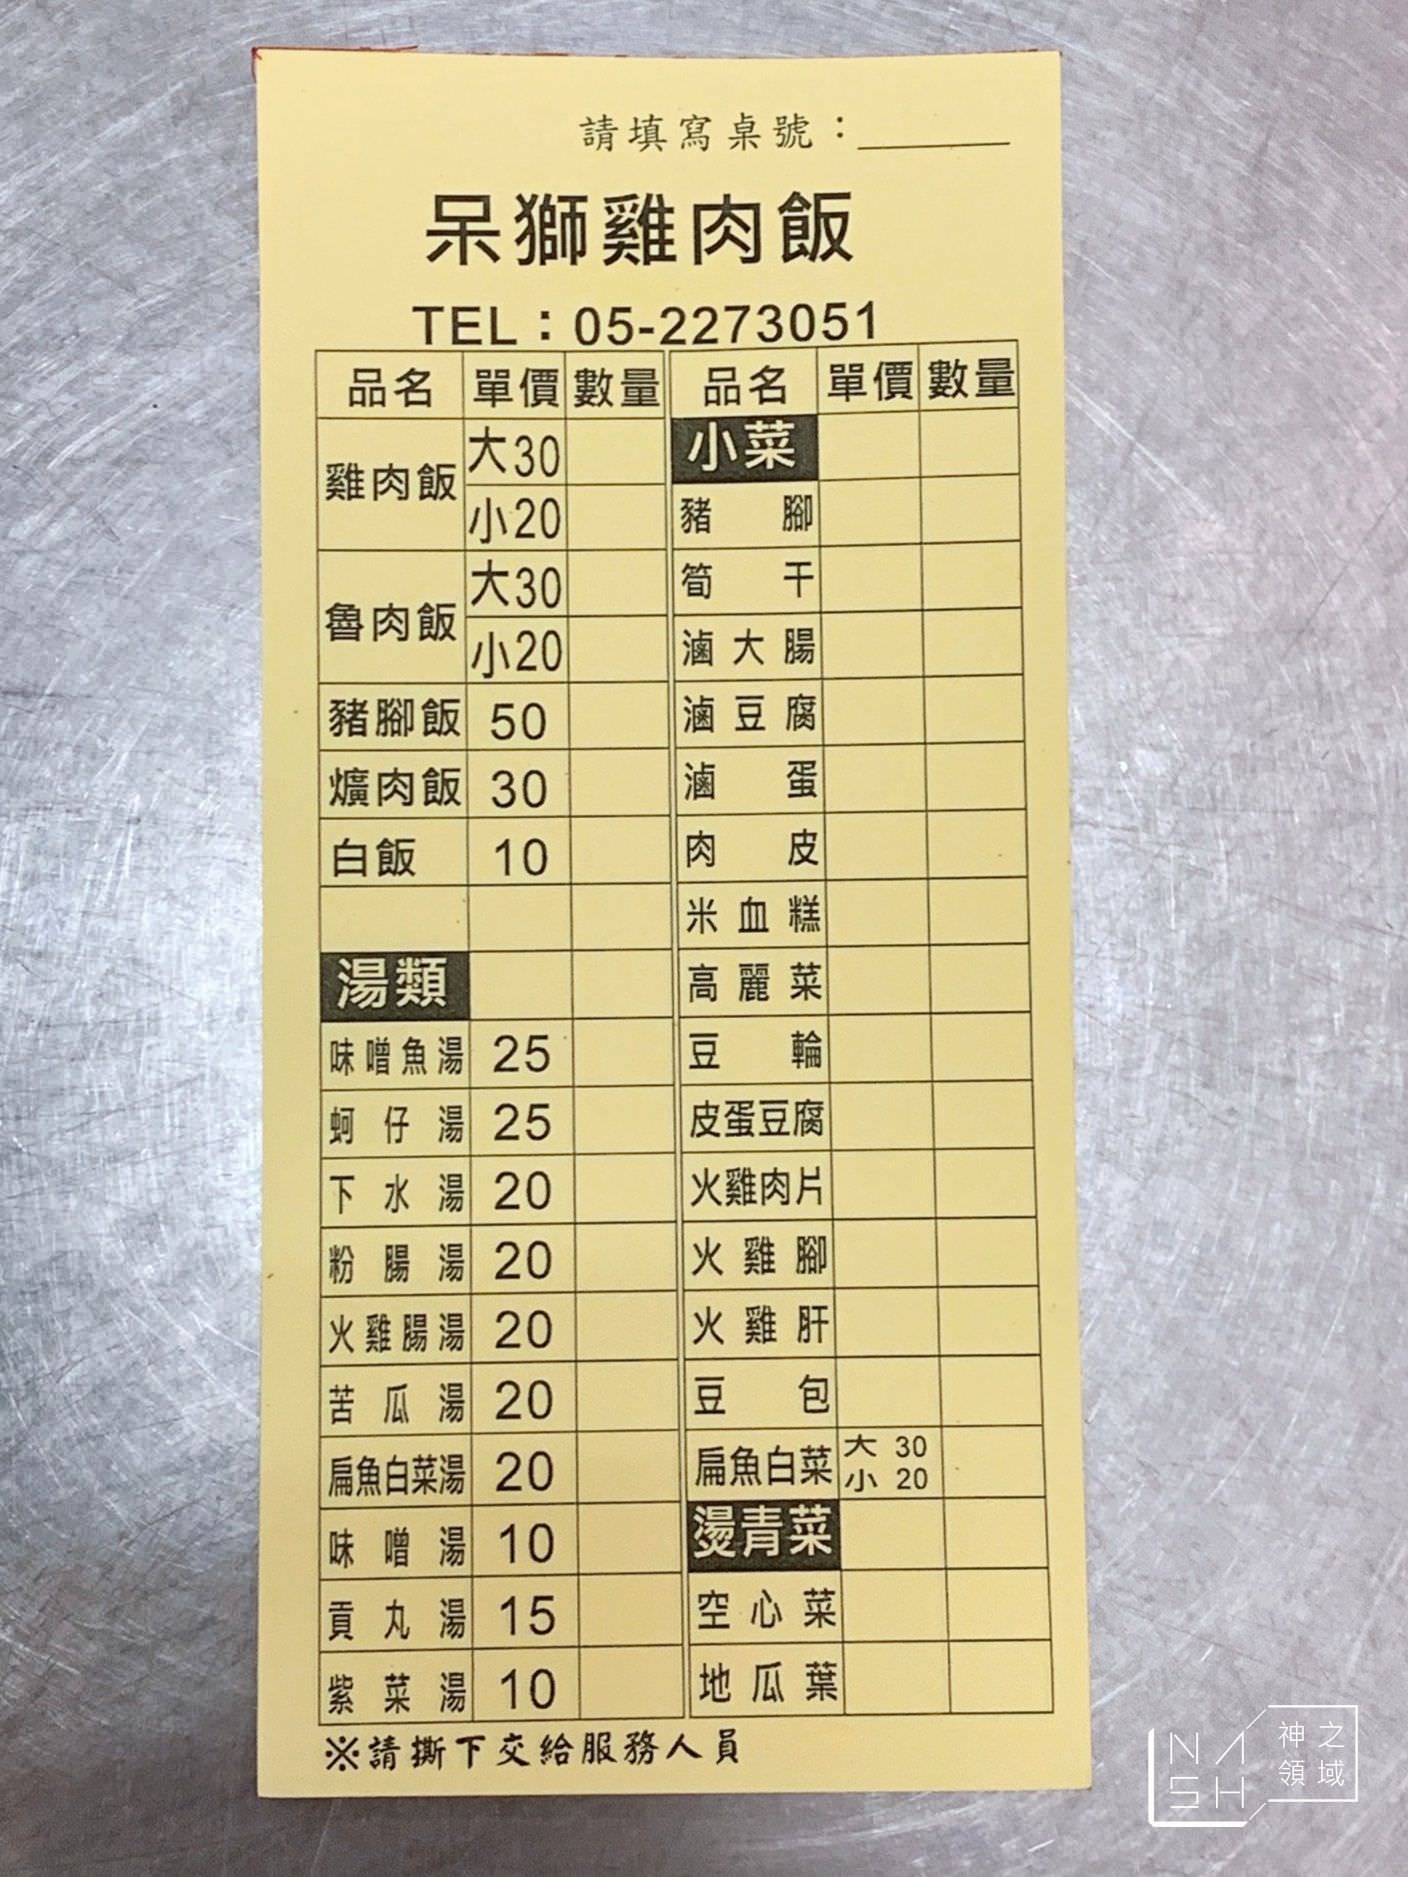 請填寫桌號：
呆獅雞肉飯
TEL：05-2273051
品名 單價 數量
雞肉飯 大30
小20
魯肉飯 大30
小20
豬腳飯 50
爌肉飯 30
白飯 10
湯類
味噌魚湯 25
蚵仔湯 25
下水湯 20
粉腸湯 20
火雞腸湯 20
苦瓜湯 20
扁魚白菜湯 20
味噌湯 10
貢丸湯 15
紫菜湯 10
品名 單價 數量
小菜
豬腳
筍干
滷大腸
滷豆腐
滷蛋
肉皮
米血糕
高麗菜
豆輪
皮蛋豆腐
火雞肉片
火雞腳
火雞肝
豆包
扁魚白菜 大 30
小 20
燙青菜
空心菜
地瓜葉
※請撕下交給服務人員
NASH
神之
領域